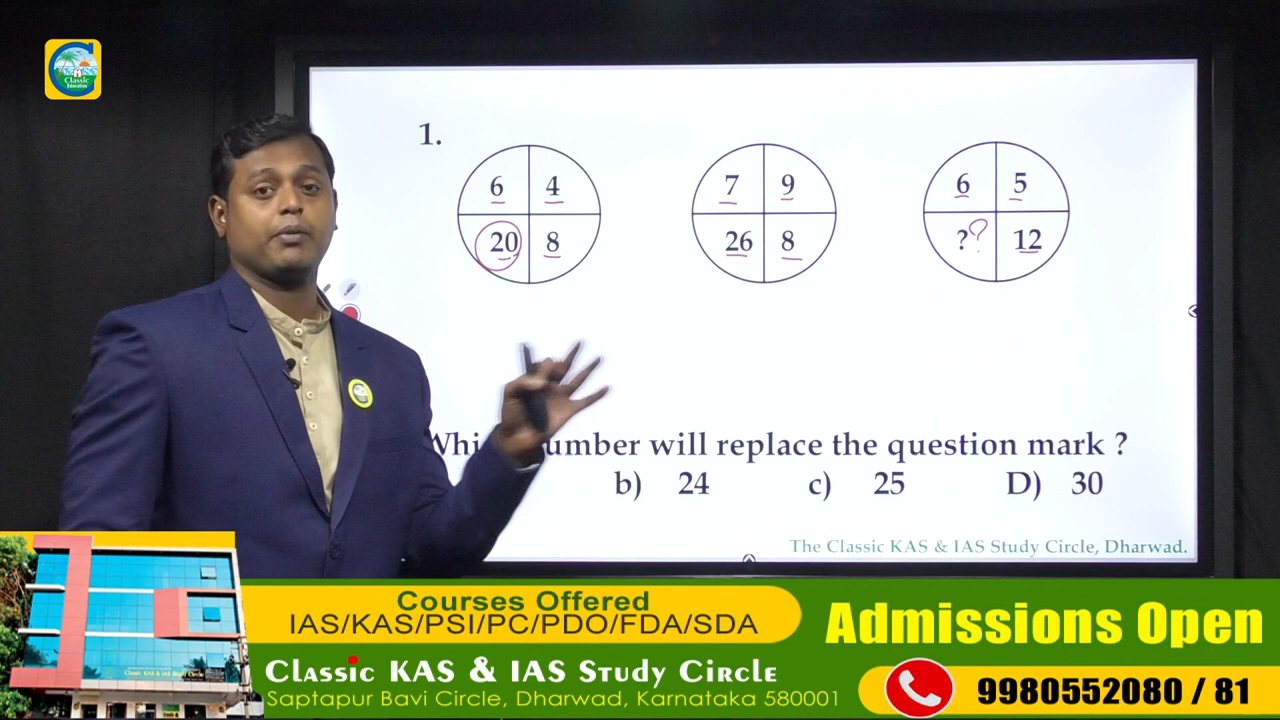 Classic
Education
1.
6 4
20 8
7 9
26 8
6 5
? ? 12
number will replace the question mark ?
b) 24 c) 25 D) 30
The Classic KAS & IAS Study Circle, Dharwad.
Courses Offered
IAS/KAS/PSI/PC/PDO/FDA/SDA
Classic KAS & IAS Study Circle
Saptapur Bavi Circle, Dharwad, Karnataka 580001
Admissions Open
9980552080 / 81